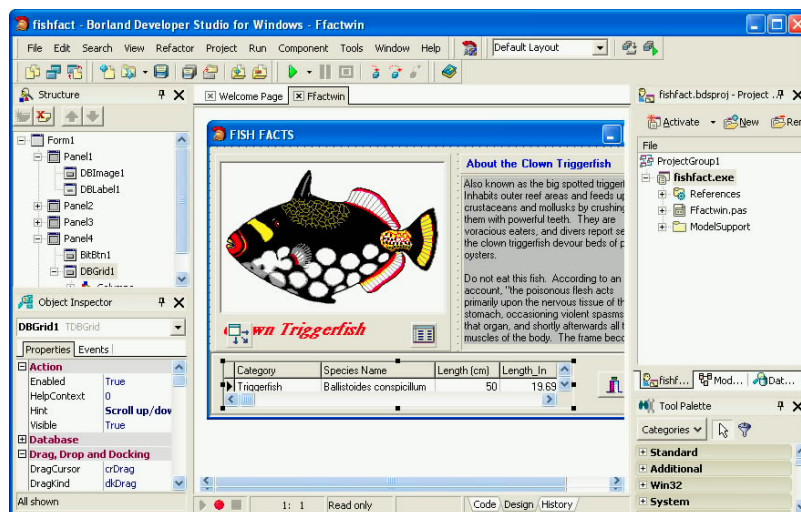 fishfact - Borland Developer Studio for Windows - Ffactwin
File Edit Search View Refactor Project Run Component Tools Window Help
Default Layout
Structure
Form1
Panel1
DBImage1
DBLabel1
Panel2
Panel3
Panel4
BitBtn1
DBGrid1
Object Inspector
DBGrid1 TDBGrid
Properties Events
Action
Enabled True
HelpContext 0
Hint Scroll up/dow
Visible True
Database
Drag, Drop and Docking
DragCursor crDrag
DragKind dkDrag
All shown
Welcome Page Ffactwin
FISH FACTS
About the Clown Triggerfish
Also known as the big spotted triggerf
Inhabits outer reef areas and feeds up
crustaceans and mollusks by crushing
them with powerful teeth. They are
voracious eaters, and divers report se
the clown triggerfish devour beds of p
oysters.
Do not eat this fish. According to an
account, "the poisonous flesh acts
primarily upon the nervous tissue of th
stomach, occasioning violent spasms
that organ, and shortly afterwards all t
muscles of the body. The frame beco
wn Triggerfish
Category Species Name Length (cm) Length_In
Triggerfish Ballistoides conspicillum 50 19.69
1: 1 Read only
Code Design History
fishfact.bdsproj - Project ...
Activate New Rer
File
ProjectGroup1
fishfact.exe
References
Ffactwin.pas
ModelSupport
fishf... Mod... Dat...
Tool Palette
Categories
Standard
Additional
Win32
System